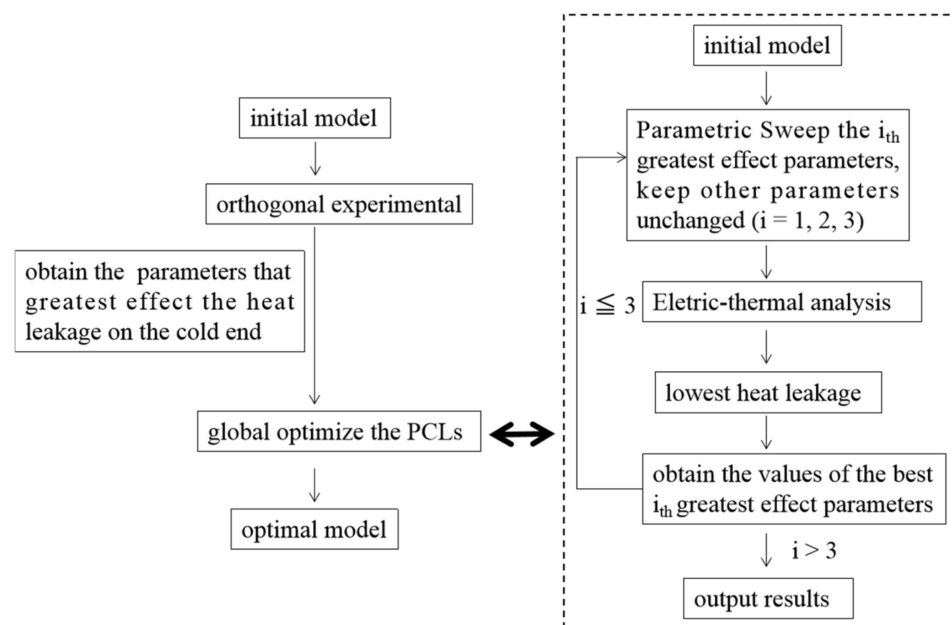 initial model
orthogonal experimental
obtain the parameters that
greatest effect the heat
leakage on the cold end
global optimize the PCLs
optimal model
initial model
Parametric Sweep the iₜₕ
greatest effect parameters,
keep other parameters
unchanged (i = 1, 2, 3)
Eletric-thermal analysis
i ≦ 3
lowest heat leakage
obtain the values of the best
iₜₕ greatest effect parameters
i > 3
output results